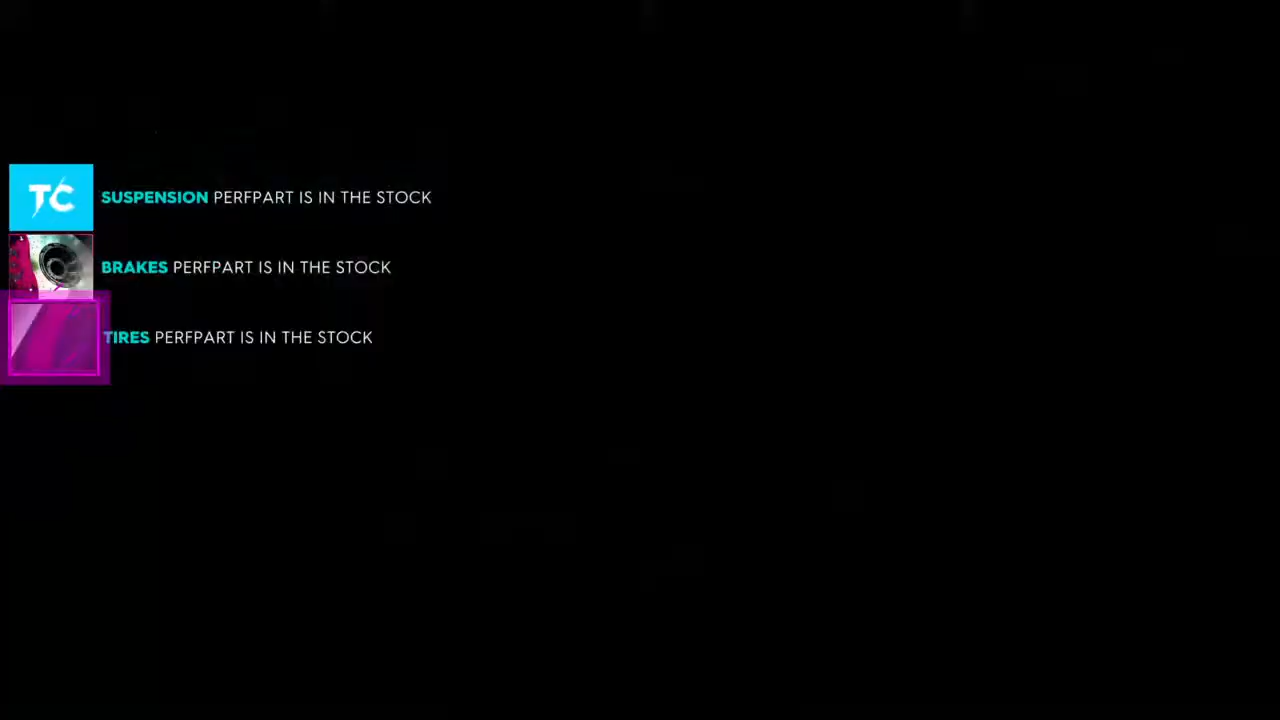 TC
SUSPENSION PERFPART IS IN THE STOCK
BRAKES PERFPART IS IN THE STOCK
TIRES PERFPART IS IN THE STOCK